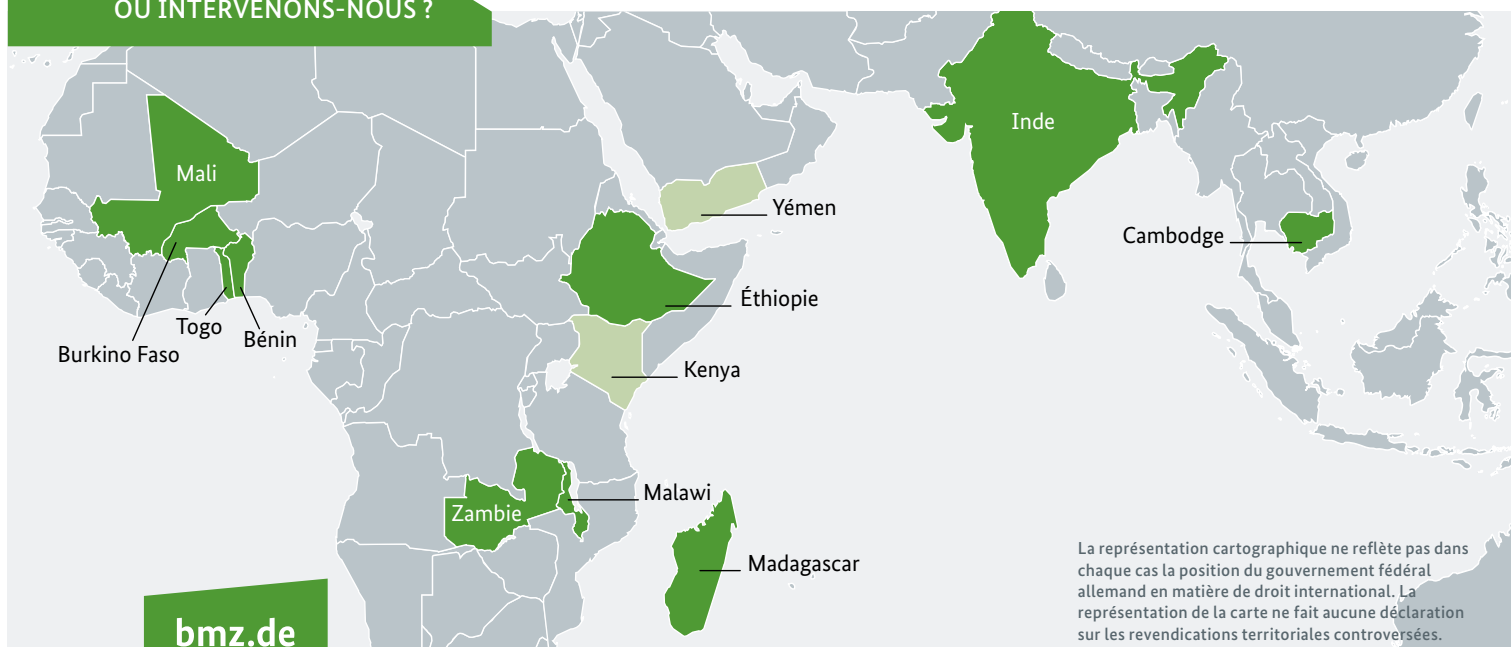 OÙ INTERVENONS-NOUS ?
Mali
Inde
Yémen
Cambodge
Éthiopie
Togo
Bénin
Burkino Faso
Kenya
Malawi
Zambie
Madagascar
La représentation cartographique ne reflète pas dans
chaque cas la position du gouvernement fédéral
allemand en matière de droit international. La
représentation de la carte ne fait aucune déclaration
sur les revendications territoriales controversées.
bmz.de